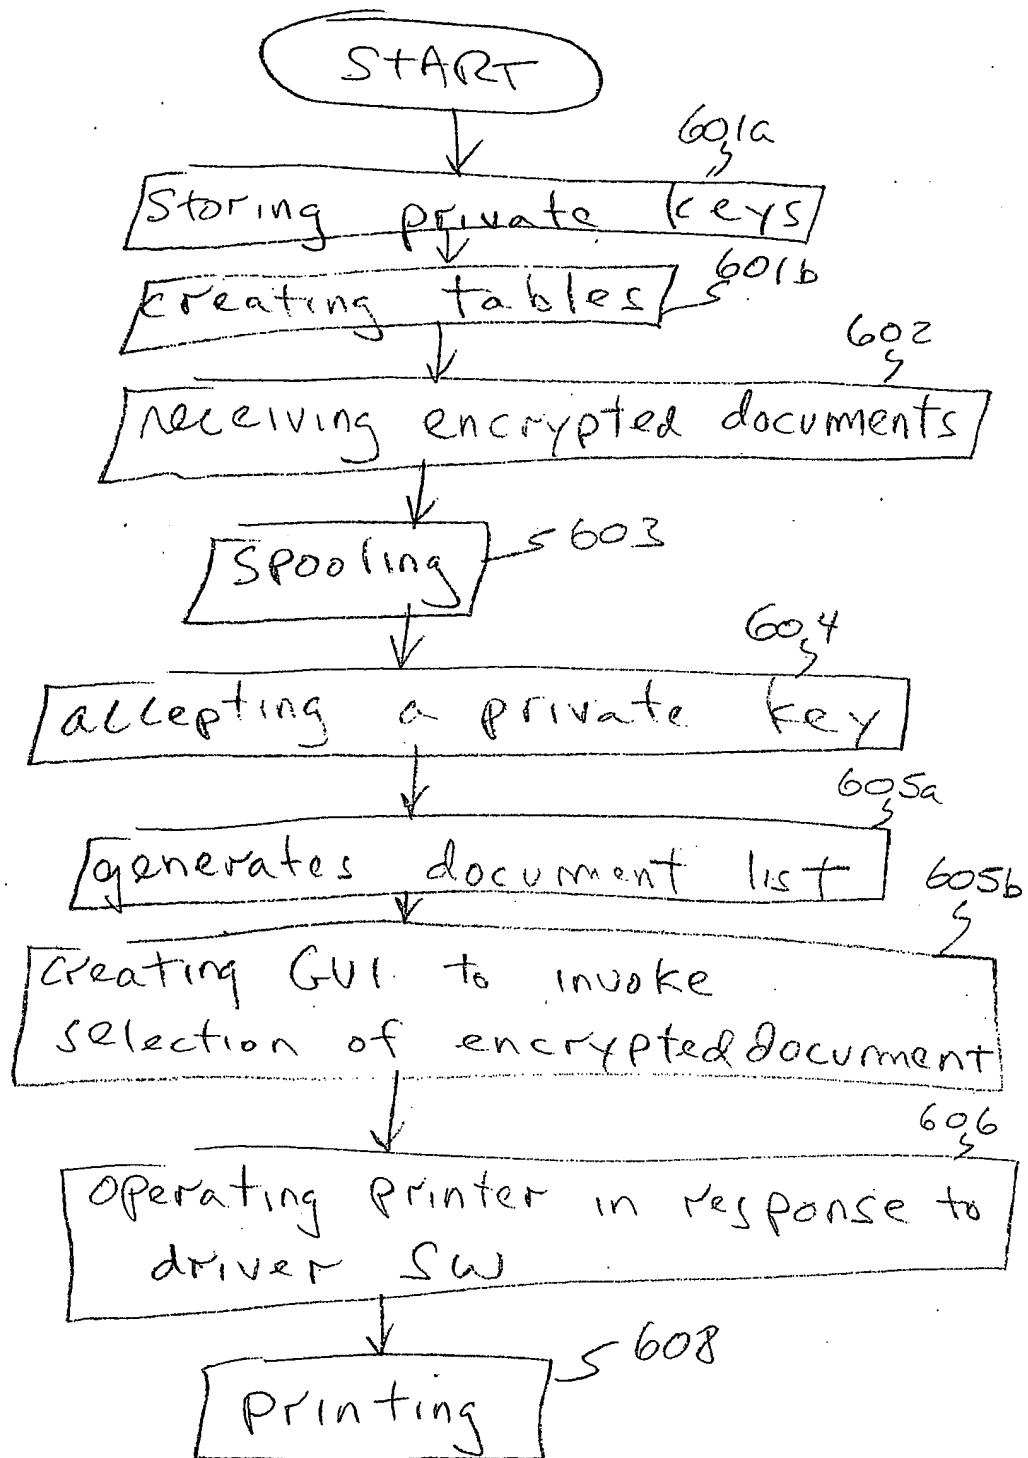 START
601a
Storing private keys
601b
creating tables
602
receiving encrypted documents
603
Spooling
604
accepting a private key
605a
generates document list
605b
Creating GUI to invoke
selection of encrypted document
606
operating printer in response to
driver SW
608
printing